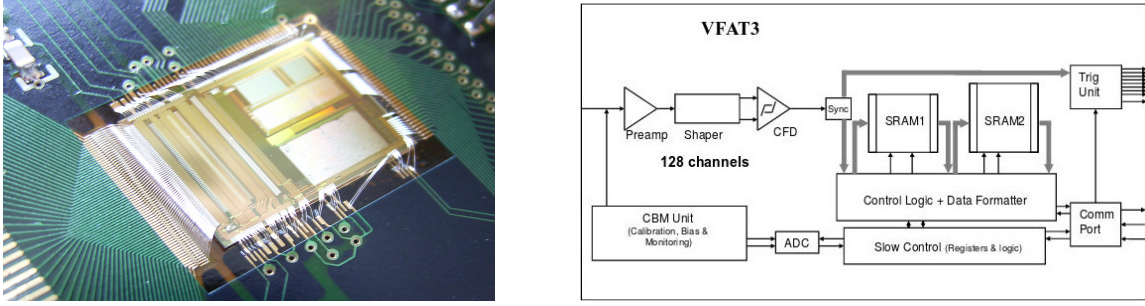 VFAT3
Trig
Unit
Sync
SRAM1
SRAM2
Preamp
Shaper
CFD
128 channels
Control Logic + Data Formatter
CBM Unit
(Calibration, Bias &
Monitoring)
ADC
Slow Control (Registers & logic)
Comm
Port